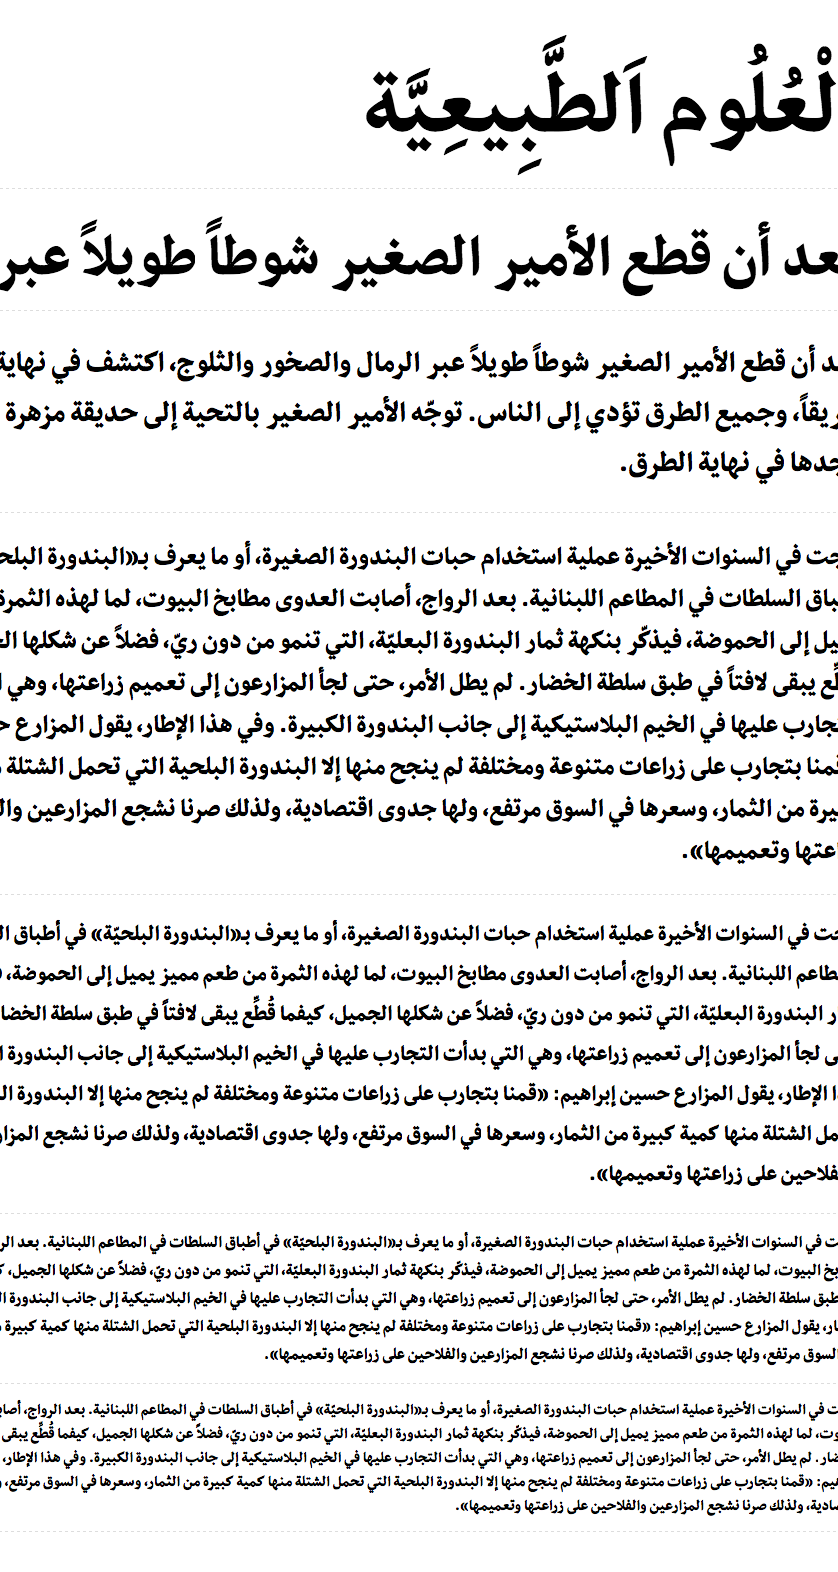 لْعُلُوم اَلطَّبِيعِيَّة
عد أن قطع الأمير الصغير شوطاً طويلاً عبر
د أن قطع الأمير الصغير شوطاً طويلاً عبر الرمال والصخور والثلوج، اكتشف في نهاية
ريقاً، وجميع الطرق تؤدي إلى الناس. توجّه الأمير الصغير بالتحية إلى حديقة مزهرة
جدها في نهاية الطرق.
جت في السنوات الأخيرة عملية استخدام حبات البندورة الصغيرة، أو ما يعرف بـ«البندورة البلحي
باق السلطات في المطاعم اللبنانية. بعد الرواج، أصابت العدوى مطابخ البيوت، لما لهذه الثمرة
يل إلى الحموضة، فيذكّر بنكهة ثمار البندورة البعليّة، التي تنمو من دون ريّ، فضلاً عن شكلها
طِّع يبقى لافتاً في طبق سلطة الخضار. لم يطل الأمر، حتى لجأ المزارعون إلى تعميم زراعتها، وهي
تجارب عليها في الخيم البلاستيكية إلى جانب البندورة الكبيرة. وفي هذا الإطار، يقول المزارع
قمنا بتجارب على زراعات متنوعة ومختلفة لم ينجح منها إلا البندورة البلحية التي تحمل الشتلة
يرة من الثمار، وسعرها في السوق مرتفع، ولها جدوى اقتصادية، ولذلك صرنا نشجع المزارعين
اعتها وتعميمها».
جت في السنوات الأخيرة عملية استخدام حبات البندورة الصغيرة، أو ما يعرف بـ«البندورة البلحيّة» في أطباق
طاعم اللبنانية. بعد الرواج، أصابت العدوى مطابخ البيوت، لما لهذه الثمرة من طعم مميز يميل إلى الحموضة،
ر البندورة البعليّة، التي تنمو من دون ريّ، فضلاً عن شكلها الجميل، كيفما قُطِّع يبقى لافتاً في طبق سلطة الخضا
ى لجأ المزارعون إلى تعميم زراعتها، وهي التي بدأت التجارب عليها في الخيم البلاستيكية إلى جانب البندورة
ا الإطار، يقول المزارع حسين إبراهيم: «قمنا بتجارب على زراعات متنوعة ومختلفة لم ينجح منها إلا البندورة
مل الشتلة منها كمية كبيرة من الثمار، وسعرها في السوق مرتفع، ولها جدوى اقتصادية، ولذلك صرنا نشجع المزار
فلاحين على زراعتها وتعميمها».
ت في السنوات الأخيرة عملية استخدام حبات البندورة الصغيرة، أو ما يعرف بـ«البندورة البلحيّة» في أطباق السلطات في المطاعم اللبنانية. بعد الر
بخ البيوت، لما لهذه الثمرة من طعم مميز يميل إلى الحموضة، فيذكّر بنكهة ثمار البندورة البعليّة، التي تنمو من دون ريّ، فضلاً عن شكلها الجميل،
طبق سلطة الخضار. لم يطل الأمر، حتى لجأ المزارعون إلى تعميم زراعتها، وهي التي بدأت التجارب عليها في الخيم البلاستيكية إلى جانب البندورة
ار، يقول المزارع حسين إبراهيم: «قمنا بتجارب على زراعات متنوعة ومختلفة لم ينجح منها إلا البندورة البلحية التي تحمل الشتلة منها كمية كبيرة
السوق مرتفع، ولها جدوى اقتصادية، ولذلك صرنا نشجع المزارعين والفلاحين على زراعتها وتعميمها».
ت في السنوات الأخيرة عملية استخدام حبات البندورة الصغيرة، أو ما يعرف بـ«البندورة البلحيّة» في أطباق السلطات في المطاعم اللبنانية. بعد الرواج، أصا
وت، لما لهذه الثمرة من طعم مميز يميل إلى الحموضة، فيذكّر بنكهة ثمار البندورة البعليّة، التي تنمو من دون ريّ، فضلاً عن شكلها الجميل، كيفما قُطِّع يبقى
ضار. لم يطل الأمر، حتى لجأ المزارعون إلى تعميم زراعتها، وهي التي بدأت التجارب عليها في الخيم البلاستيكية إلى جانب البندورة الكبيرة. وفي هذا الإطار،
هيم: «قمنا بتجارب على زراعات متنوعة ومختلفة لم ينجح منها إلا البندورة البلحية التي تحمل الشتلة منها كمية كبيرة من الثمار، وسعرها في السوق مرتفع،
صادية، ولذلك صرنا نشجع المزارعين والفلاحين على زراعتها وتعميمها».